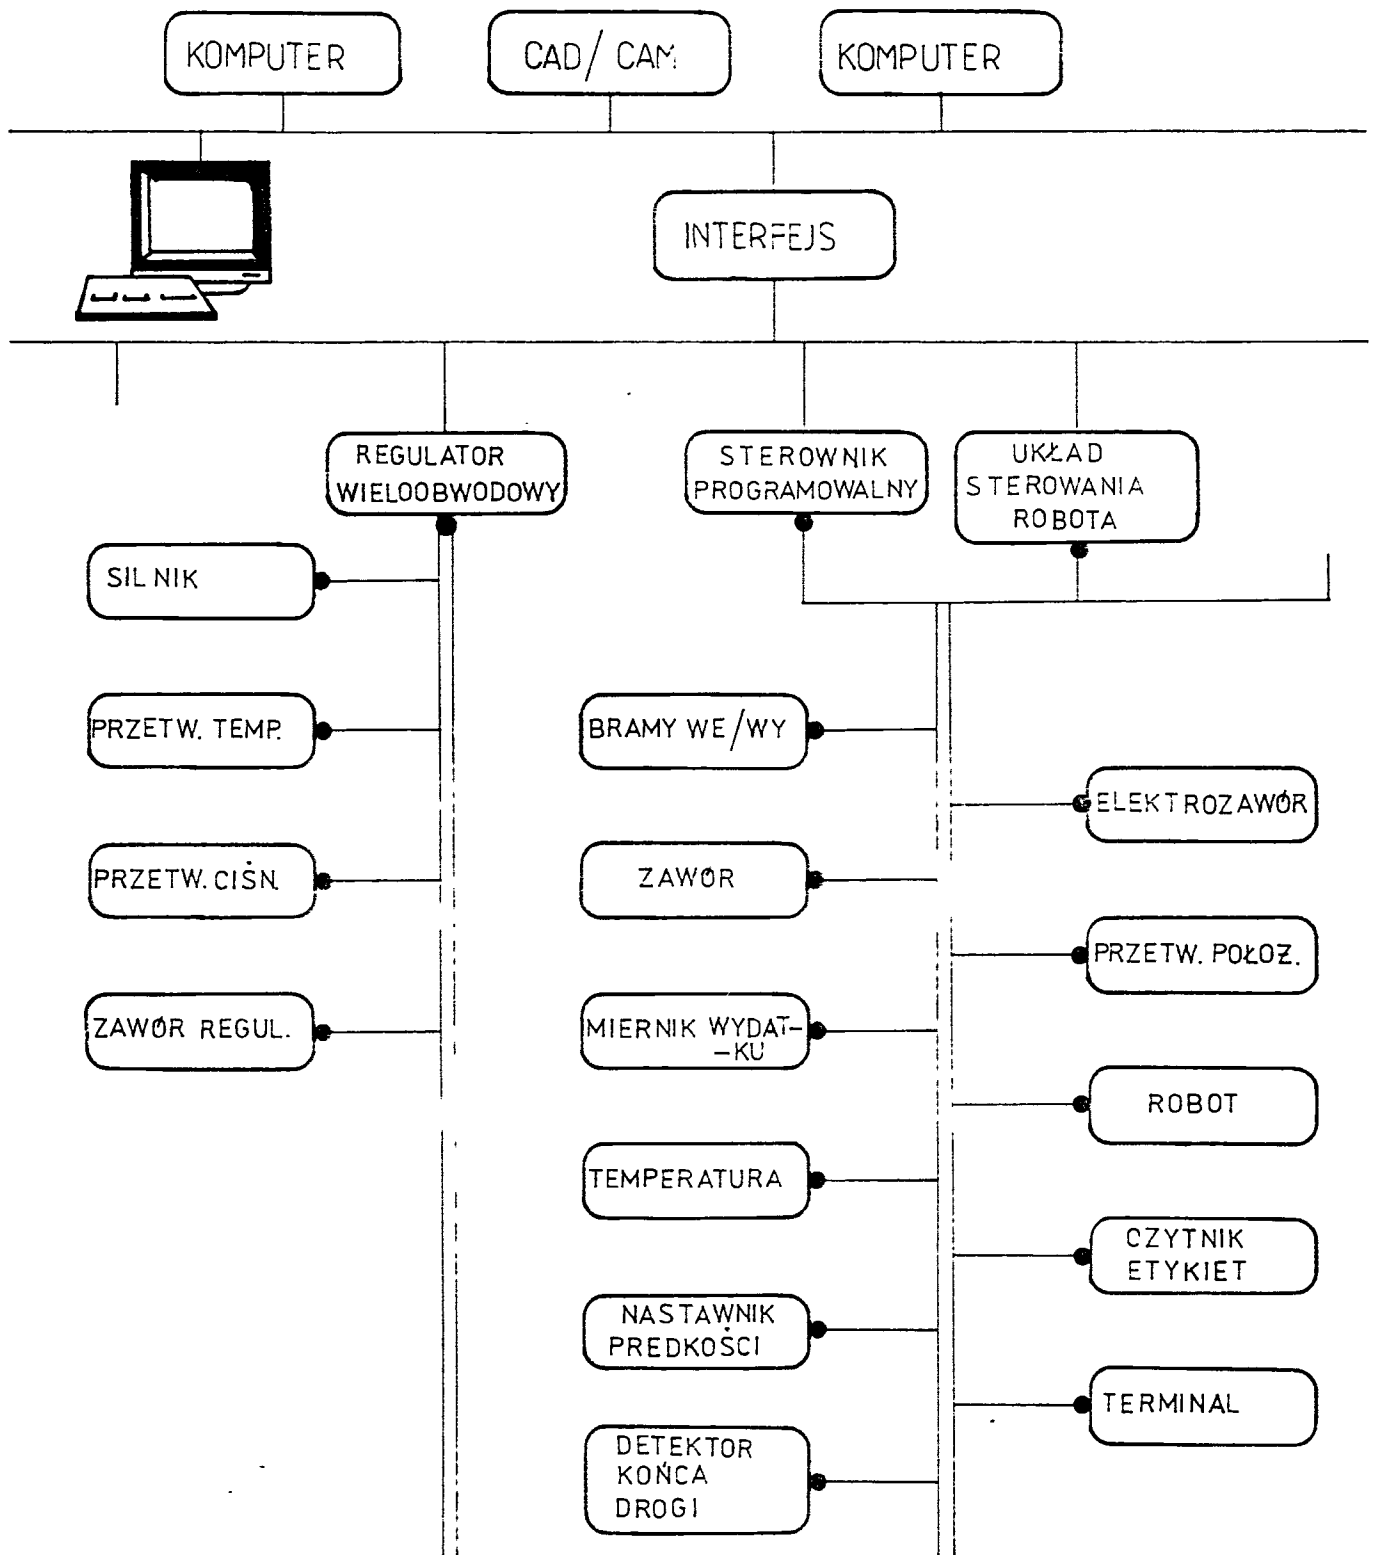 KOMPUTER
CAD/CAM
KOMPUTER
INTERFEJS
REGULATOR
WIELOOBWODOWY
STEROWNIK
PROGRAMOWALNY
UKŁAD
STEROWANIA
ROBOTA
SILNIK
PRZETW. TEMP.
PRZETW. CIŚN.
ZAWÓR REGUL.
BRAMY WE/WY
ZAWÓR
MIERNIK WYDAT-
-KU
TEMPERATURA
NASTAWNIK
PREDKOŚCI
DETEKTOR
KOŃCA
DROGI
ELEKTROZAWÓR
PRZETW. POŁOŻ.
ROBOT
CZYTNIK
ETYKIET
TERMINAL